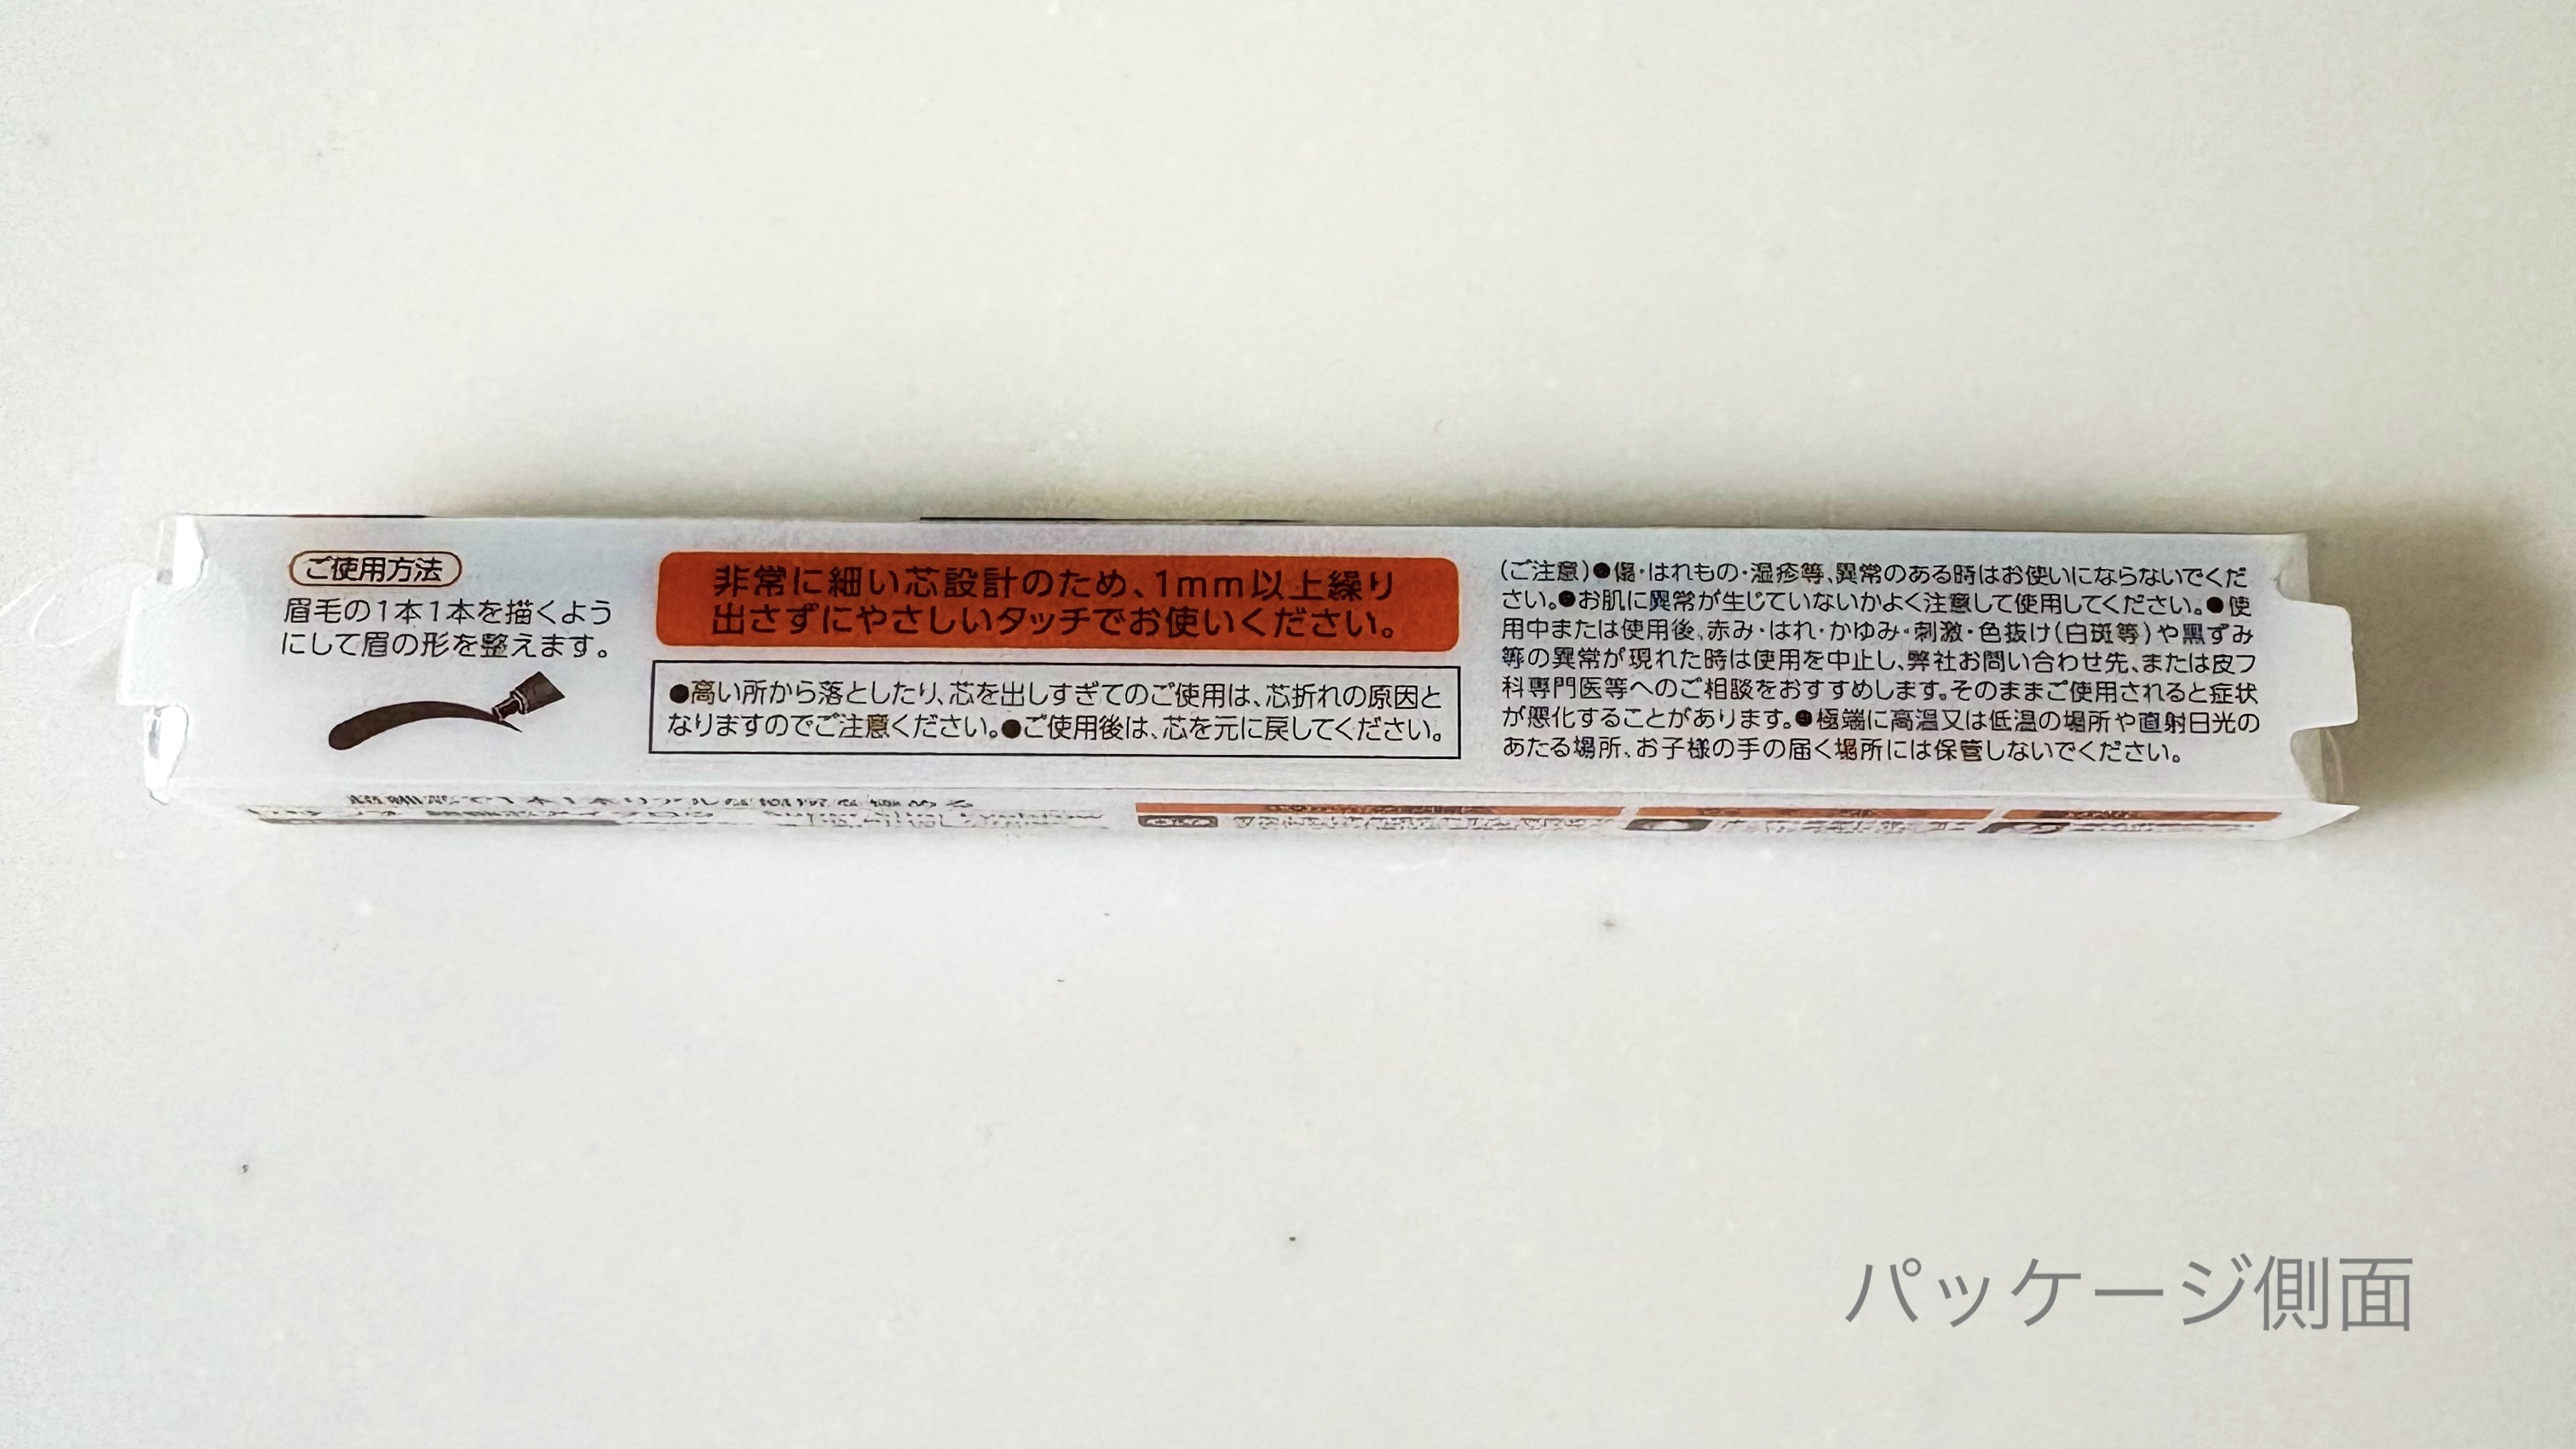 ご使用方法
眉毛の1本1本を描くよう
にして眉の形を整えます。
非常に細い芯設計のため、1mm以上繰り
出さずにやさしいタッチでお使いください。
●高い所から落としたり、芯を出しすぎてのご使用は、芯折れの原因と
なりますのでご注意ください。●ご使用後は、芯を元に戻してください。
(ご注意)●傷・はれもの・湿疹等、異常のある時はお使いにならないでくだ
さい。●お肌に異常が生じていないかよく注意して使用してください。●使
用中または使用後、赤み・はれ・かゆみ・刺激・色抜け(白斑等)や黒ずみ
等の異常が現れた時は使用を中止し、弊社お問い合わせ先、または皮フ
科専門医等へのご相談をおすすめします。そのままご使用されると症状
が悪化することがあります。●極端に高温又は低温の場所や直射日光の
あたる場所、お子様の手の届く場所には保管しないでください。
パッケージ側面